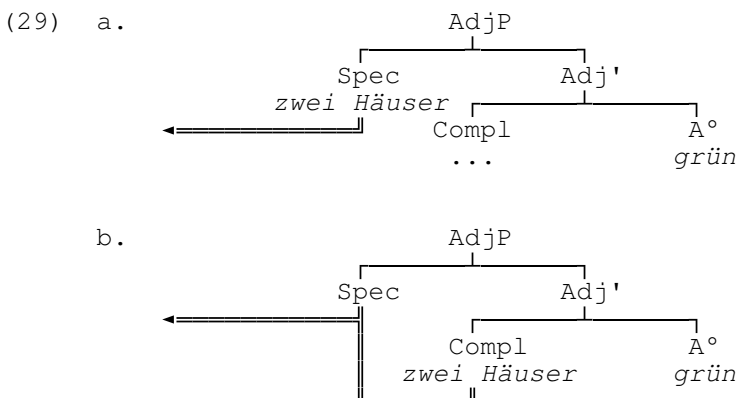 (29) a. AdjP
Spec Adj'
zwei Häuser
Compl A°
... grün
b. AdjP
Spec Adj'
Compl A°
zwei Häuser grün